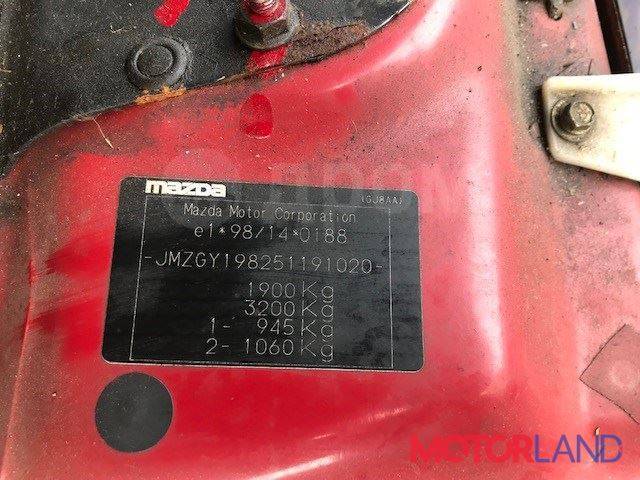 mazda
(GJ8AA)
Mazda Motor Corporation
e1*98/14*0188
-JMZGY198251191020-
1900 Kg
3200 Kg
1- 945 Kg
2- 1060 Kg
MOTORLAND